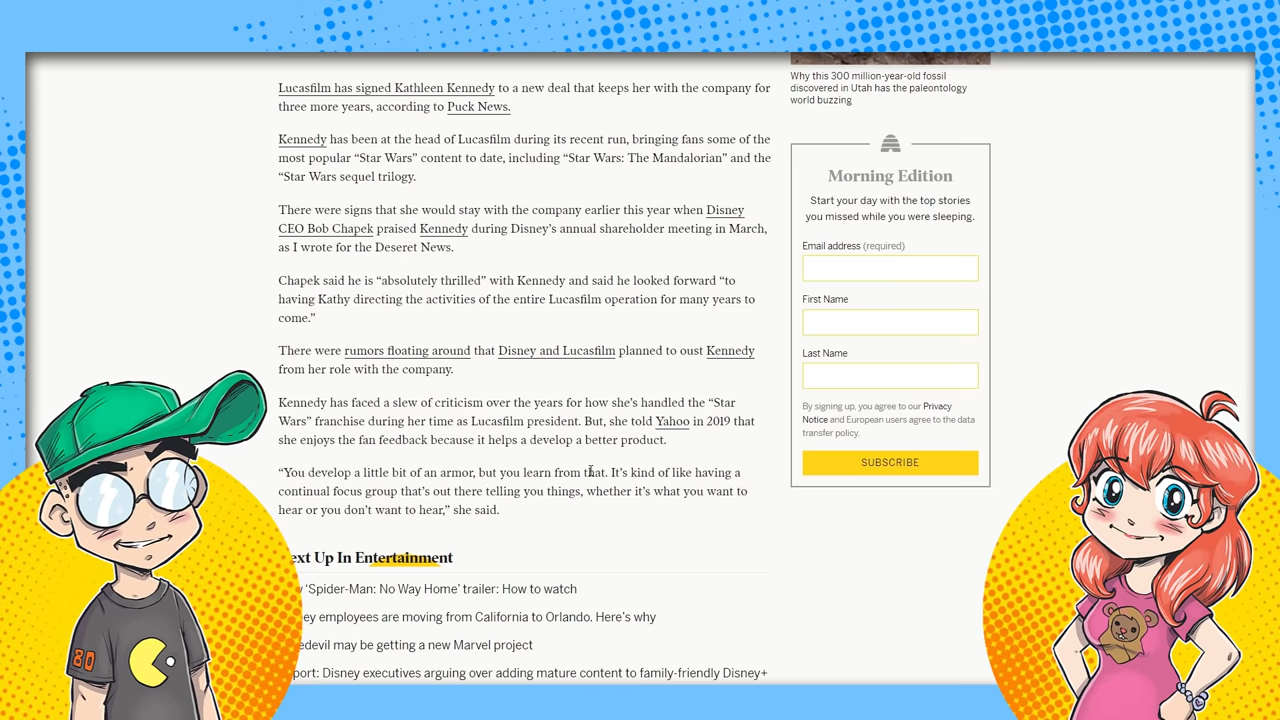 Lucasfilm has signed Kathleen Kennedy to a new deal that keeps her with the company for
three more years, according to Puck News.
Kennedy has been at the head of Lucasfilm during its recent run, bringing fans some of the
most popular “Star Wars” content to date, including “Star Wars: The Mandalorian” and the
“Star Wars sequel trilogy.
There were signs that she would stay with the company earlier this year when Disney
CEO Bob Chapek praised Kennedy during Disney’s annual shareholder meeting in March,
as I wrote for the Deseret News.
Chapek said he is “absolutely thrilled” with Kennedy and said he looked forward “to
having Kathy directing the activities of the entire Lucasfilm operation for many years to
come.”
There were rumors floating around that Disney and Lucasfilm planned to oust Kennedy
from her role with the company.
Kennedy has faced a slew of criticism over the years for how she’s handled the “Star
Wars” franchise during her time as Lucasfilm president. But, she told Yahoo in 2019 that
she enjoys the fan feedback because it helps a develop a better product.
“You develop a little bit of an armor, but you learn from that. It’s kind of like having a
continual focus group that’s out there telling you things, whether it’s what you want to
hear or you don’t want to hear,” she said.
ext Up In Entertainment
‘Spider-Man: No Way Home’ trailer: How to watch
ey employees are moving from California to Orlando. Here’s why
edevil may be getting a new Marvel project
port: Disney executives arguing over adding mature content to family-friendly Disney+
Why this 300 million-year-old fossil
discovered in Utah has the paleontology
world buzzing
Morning Edition
Start your day with the top stories
you missed while you were sleeping.
Email address (required)
First Name
Last Name
By signing up, you agree to our Privacy
Notice and European users agree to the data
transfer policy.
SUBSCRIBE
80